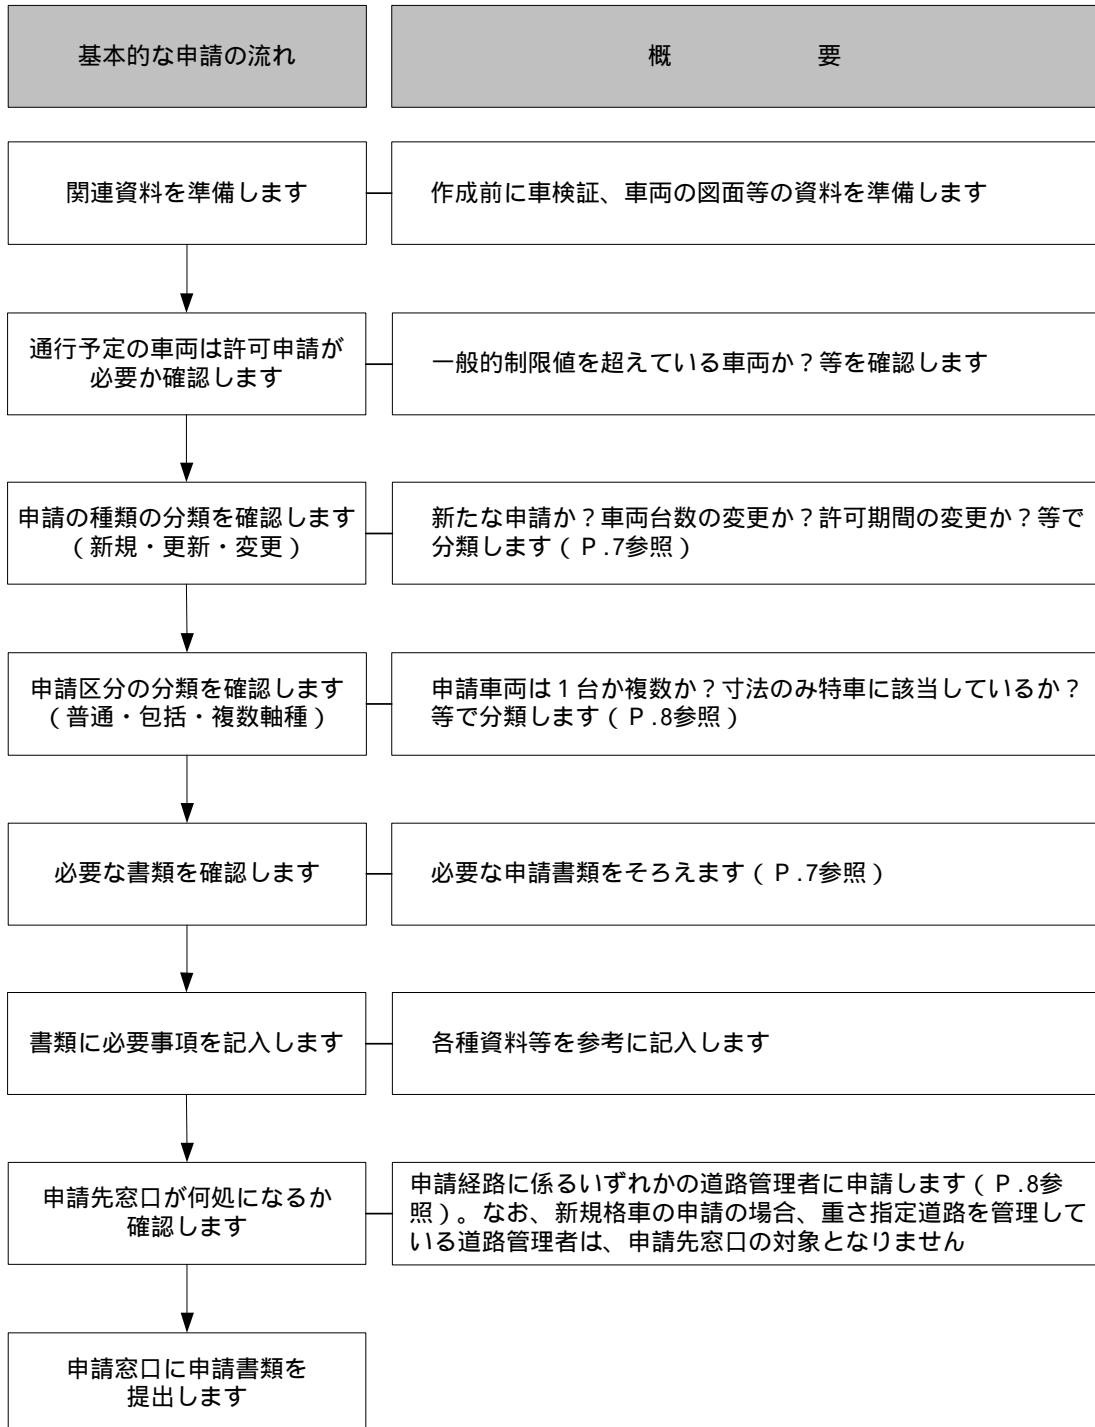 基本的な申請の流れ
概　　　　　要
関連資料を準備します
作成前に車検証、車両の図面等の資料を準備します
通行予定の車両は許可申請が
必要か確認します
一般的制限値を超えている車両か？等を確認します
申請の種類の分類を確認します
（新規・更新・変更）
新たな申請か？車両台数の変更か？許可期間の変更か？等で
分類します（Ｐ.7参照）
申請区分の分類を確認します
（普通・包括・複数軸種）
申請車両は１台か複数か？寸法のみ特車に該当しているか？
等で分類します（Ｐ.8参照）
必要な書類を確認します
必要な申請書類をそろえます（Ｐ.7参照）
書類に必要事項を記入します
各種資料等を参考に記入します
申請先窓口が何処になるか
確認します
申請経路に係るいずれかの道路管理者に申請します（Ｐ.8参
照）。なお、新規格車の申請の場合、重さ指定道路を管理して
いる道路管理者は、申請先窓口の対象となりません
申請窓口に申請書類を
提出します